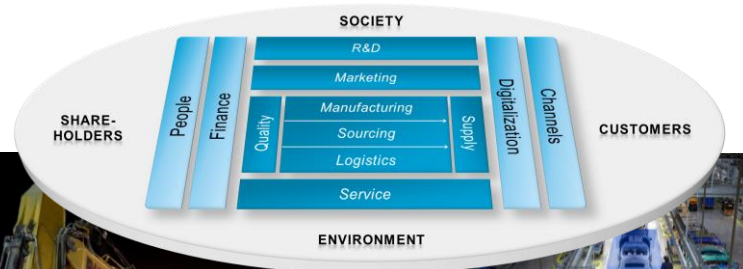 SOCIETY
R&D
Marketing
People
Finance
Quality
Manufacturing
Sourcing
Logistics
Supply
Digitalization
Channels
SHARE-
HOLDERS
CUSTOMERS
Service
ENVIRONMENT